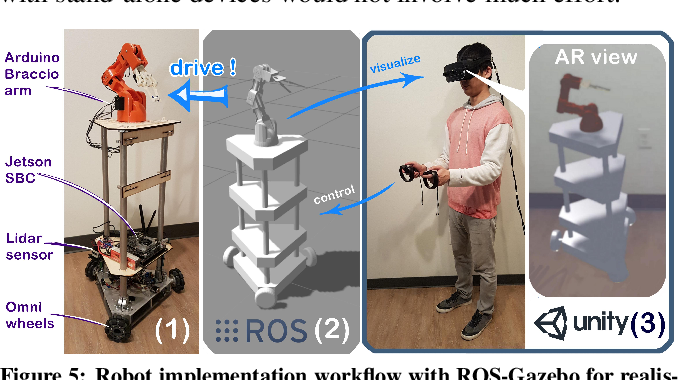 with stand-alone devices would not involve much effort.
Arduino
Braccio
arm
Jetson
SBC
Lidar
sensor
Omni
wheels
drive !
(1)
ROS (2)
visualize
control
AR view
unity(3)
Figure 5: Robot implementation workflow with ROS-Gazebo for realis-